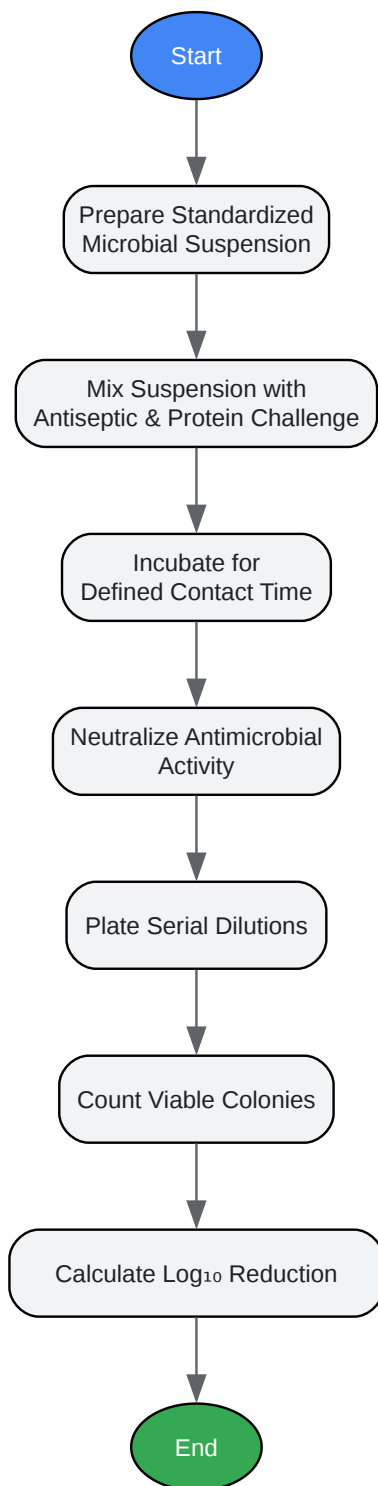 Start
Prepare Standardized
Microbial Suspension
Mix Suspension with
Antiseptic & Protein Challenge
Incubate for
Defined Contact Time
Neutralize Antimicrobial
Activity
Plate Serial Dilutions
Count Viable Colonies
Calculate Log₁₀ Reduction
End